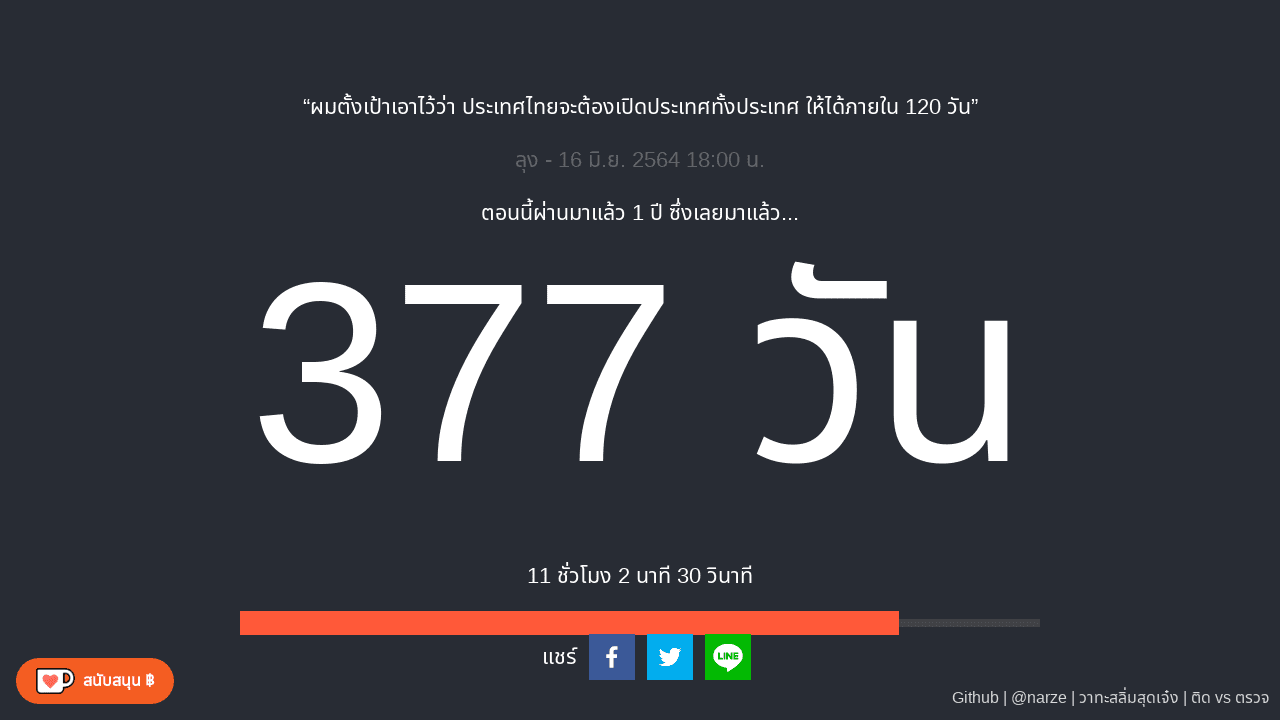 “ผมตั้งเป้าเอาไว้ว่า ประเทศไทยจะต้องเปิดประเทศทั้งประเทศ ให้ได้ภายใน 120 วัน”
ลุง - 16 มิ.ย. 2564 18:00 น.
ตอนนี้ผ่านมาแล้ว 1 ปี ซึ่งเลยมาแล้ว...
377 วัน
11 ชั่วโมง 2 นาที 30 วินาที
แชร์
LINE
สนับสนุน ฿
Github | @narze | วาทะสลิ่มสุดเจ๋ง | ติด vs ตรวจ